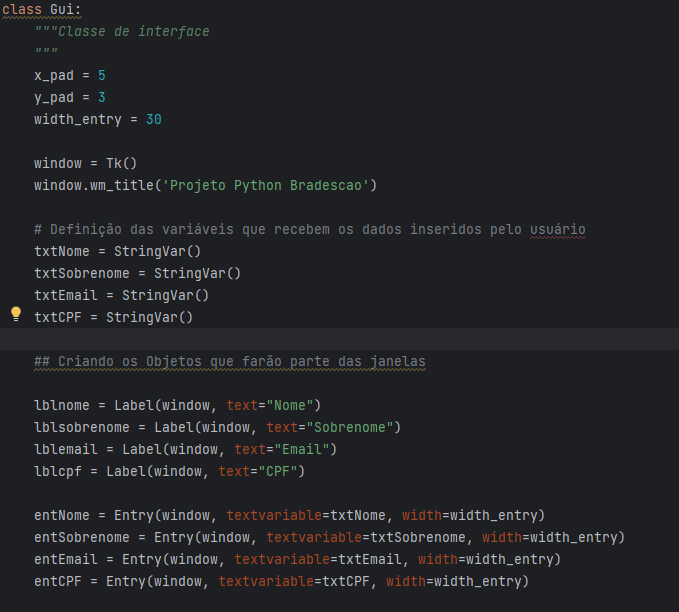 class Gui:
    """Classe de interface
    """
    x_pad = 5
    y_pad = 3
    width_entry = 30

    window = Tk()
    window.wm_title('Projeto Python Bradescao')

    # Definição das variáveis que recebem os dados inseridos pelo usuário
    txtNome = StringVar()
    txtSobrenome = StringVar()
    txtEmail = StringVar()
    txtCPF = StringVar()

    ## Criando os Objetos que farão parte das janelas

    lblnome = Label(window, text="Nome")
    lblsobrenome = Label(window, text="Sobrenome")
    lblemail = Label(window, text="Email")
    lblcpf = Label(window, text="CPF")

    entNome = Entry(window, textvariable=txtNome, width=width_entry)
    entSobrenome = Entry(window, textvariable=txtSobrenome, width=width_entry)
    entEmail = Entry(window, textvariable=txtEmail, width=width_entry)
    entCPF = Entry(window, textvariable=txtCPF, width=width_entry)